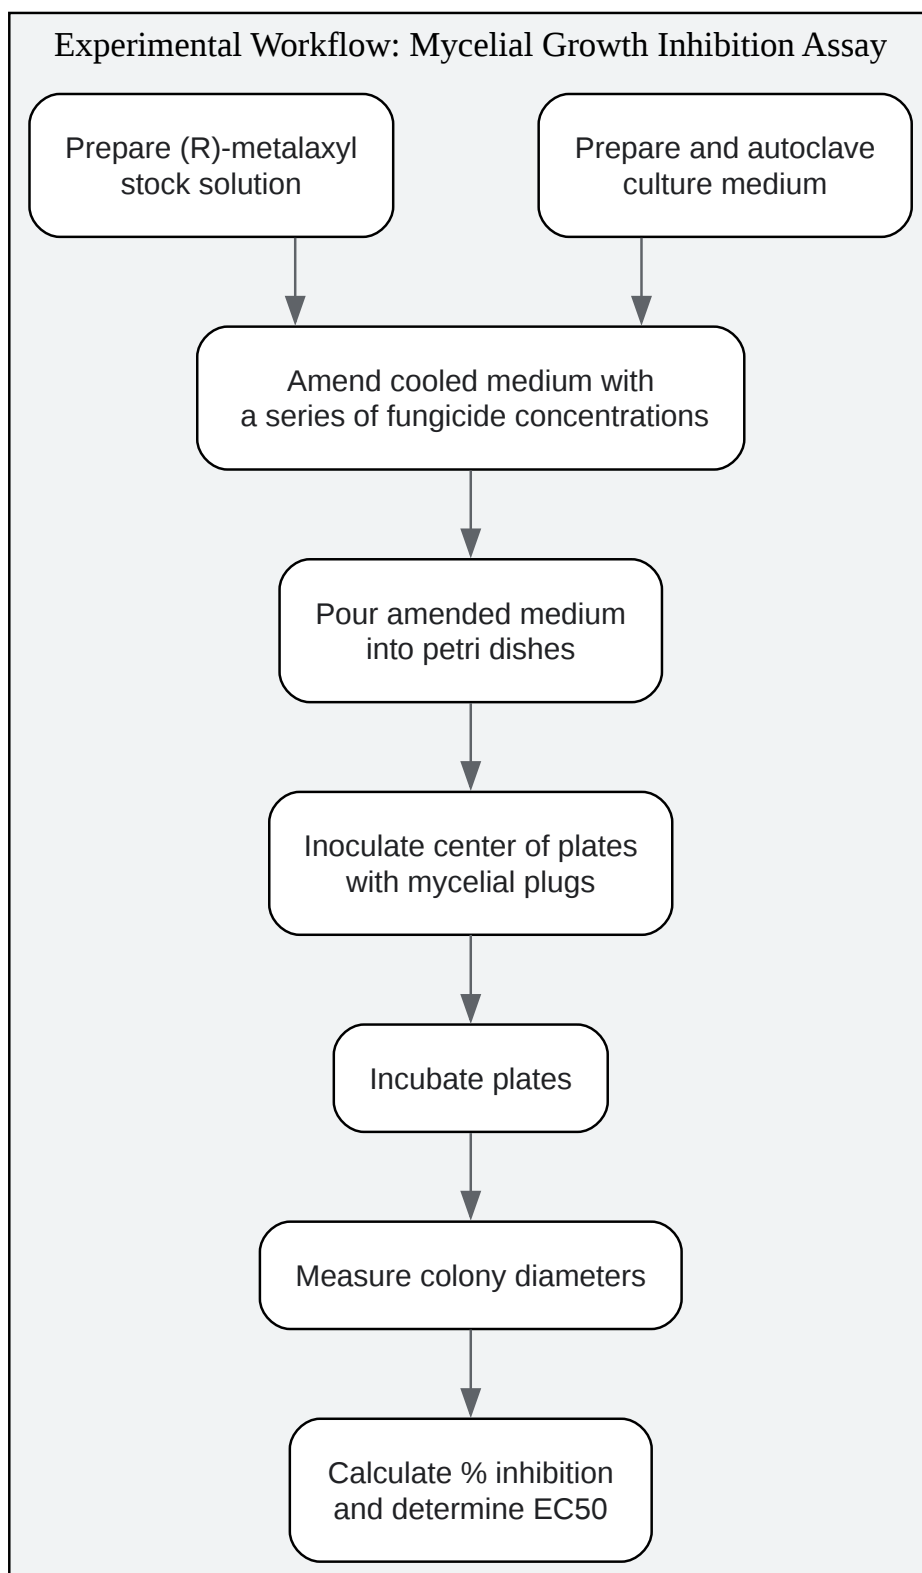 Experimental Workflow: Mycelial Growth Inhibition Assay
Prepare (R)-metalaxyl
stock solution
Prepare and autoclave
culture medium
Amend cooled medium with
a series of fungicide concentrations
Pour amended medium
into petri dishes
Inoculate center of plates
with mycelial plugs
Incubate plates
Measure colony diameters
Calculate % inhibition
and determine EC50